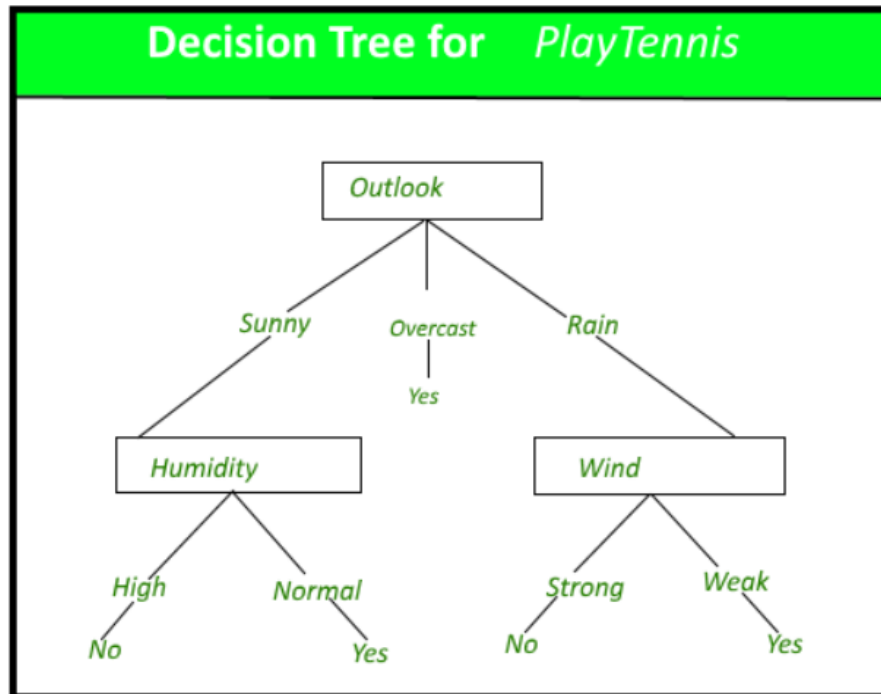 Decision Tree for PlayTennis
Outlook
Sunny Overcast Rain
Yes
Humidity Wind
High Normal Strong Weak
No Yes No Yes